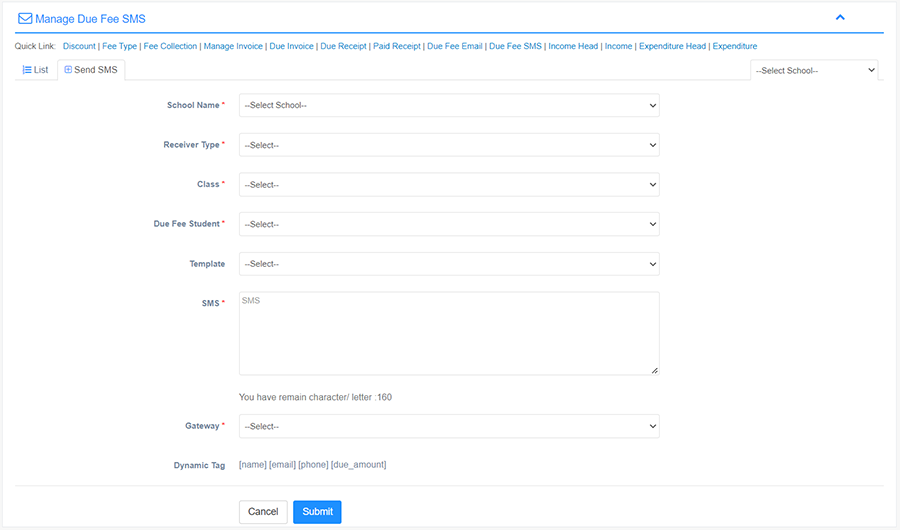 Manage Due Fee SMS
Quick Link: Discount | Fee Type | Fee Collection | Manage Invoice | Due Invoice | Due Receipt | Paid Receipt | Due Fee Email | Due Fee SMS | Income Head | Income | Expenditure Head | Expenditure
List Send SMS --Select School--
School Name * --Select School--
Receiver Type * --Select--
Class * --Select--
Due Fee Student * --Select--
Template --Select--
SMS * SMS
You have remain character/ letter :160
Gateway * --Select--
Dynamic Tag [name] [email] [phone] [due_amount]
Cancel Submit